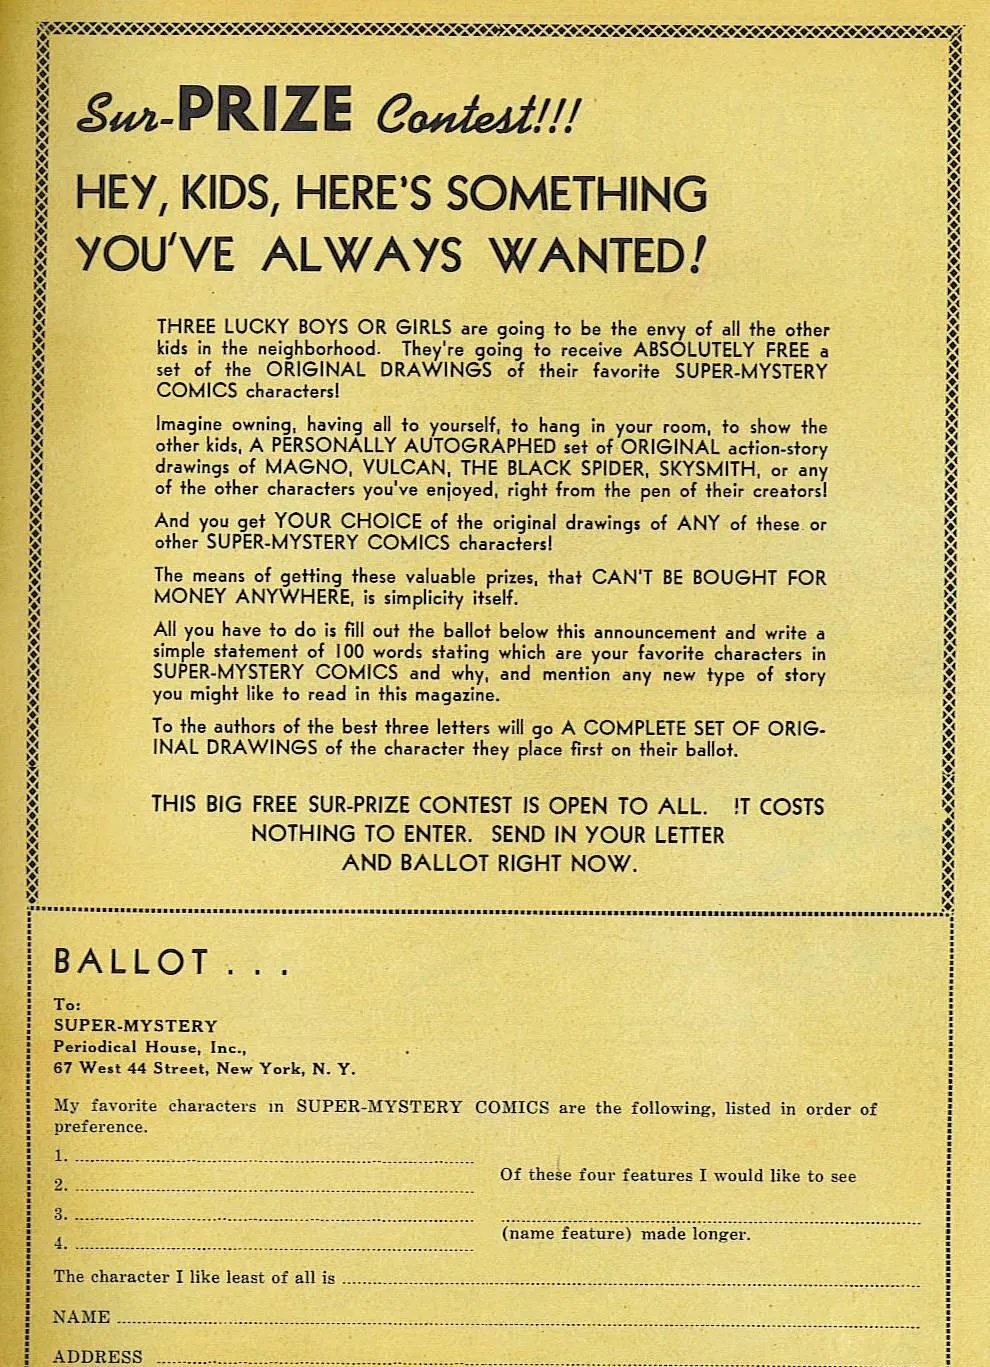 Sur-PRIZE Contest!!!
HEY, KIDS, HERE'S SOMETHING
YOU'VE ALWAYS WANTED!
THREE LUCKY BOYS OR GIRLS are going to be the envy of all the other
kids in the neighborhood. They're going to receive ABSOLUTELY FREE a
set of the ORIGINAL DRAWINGS of their favorite SUPER-MYSTERY
COMICS characters!
Imagine owning, having all to yourself, to hang in your room, to show the
other kids, A PERSONALLY AUTOGRAPHED set of ORIGINAL action-story
drawings of MAGNO, VULCAN, THE BLACK SPIDER, SKYSMITH, or any
of the other characters you've enjoyed, right from the pen of their creators!
And you get YOUR CHOICE of the original drawings of ANY of these or
other SUPER-MYSTERY COMICS characters!
The means of getting these valuable prizes, that CAN'T BE BOUGHT FOR
MONEY ANYWHERE, is simplicity itself.
All you have to do is fill out the ballot below this announcement and write a
simple statement of 100 words stating which are your favorite characters in
SUPER-MYSTERY COMICS and why, and mention any new type of story
you might like to read in this magazine.
To the authors of the best three letters will go A COMPLETE SET OF ORIG-
INAL DRAWINGS of the character they place first on their ballot.
THIS BIG FREE SUR-PRIZE CONTEST IS OPEN TO ALL. IT COSTS
NOTHING TO ENTER. SEND IN YOUR LETTER
AND BALLOT RIGHT NOW.
BALLOT . . .
To:
SUPER-MYSTERY
Periodical House, Inc.,
67 West 44 Street, New York, N. Y.
My favorite characters in SUPER-MYSTERY COMICS are the following, listed in order of
preference.
1.
2.
3.
4.
Of these four features I would like to see
(name feature) made longer.
The character I like least of all is
NAME
ADDRESS